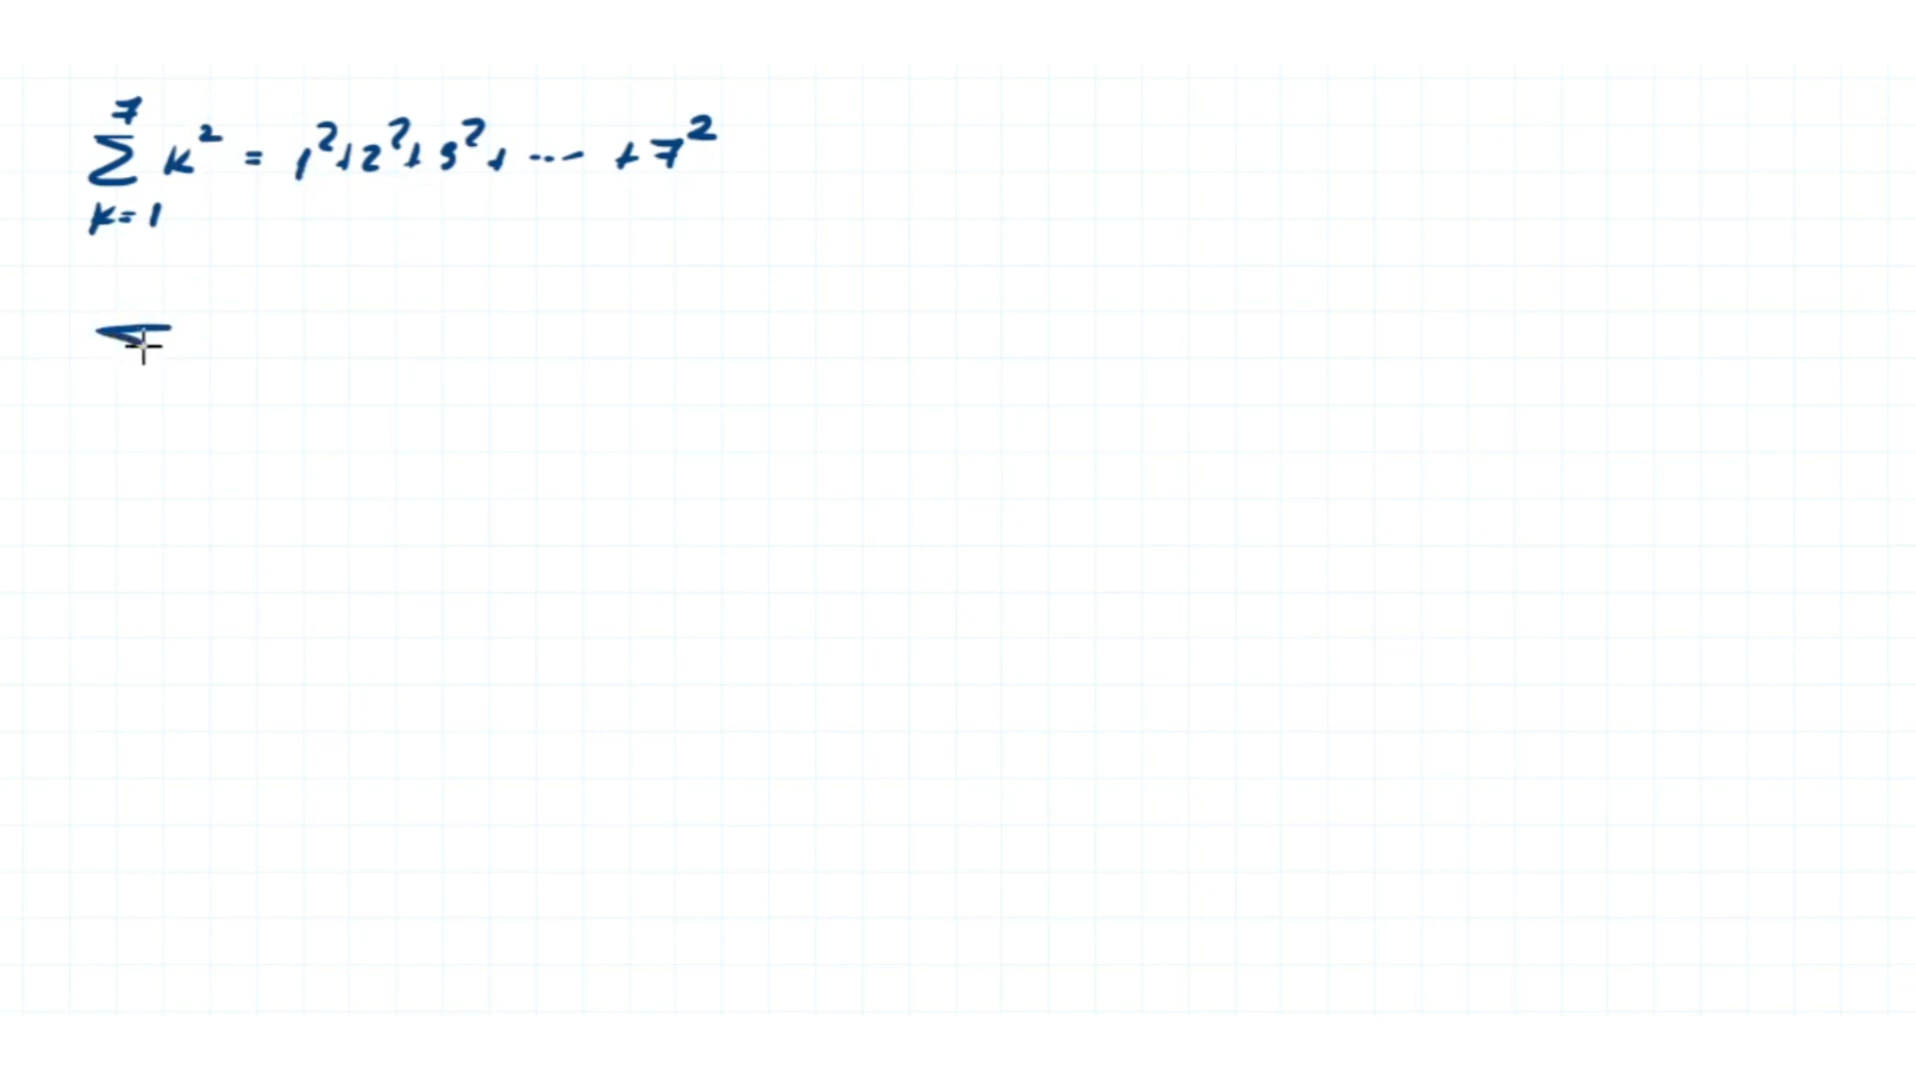 7
∑ k² = 1² + 2² + 3² + ... + 7²
k = 1